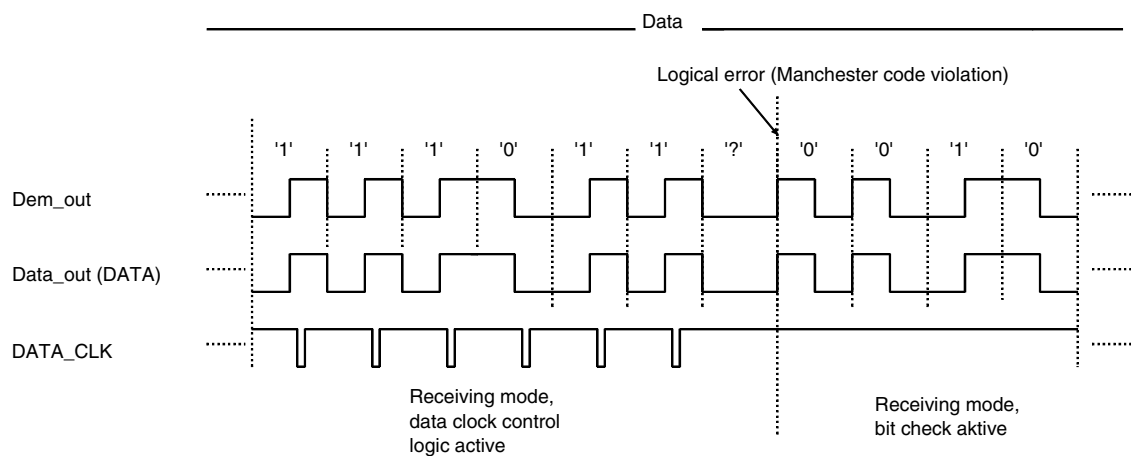 Data
Logical error (Manchester code violation)
'1' '1' '1' '0' '1' '1' '?' '0' '0' '1' '0'
Dem_out
Data_out (DATA)
DATA_CLK
Receiving mode,
data clock control
logic active
Receiving mode,
bit check aktive